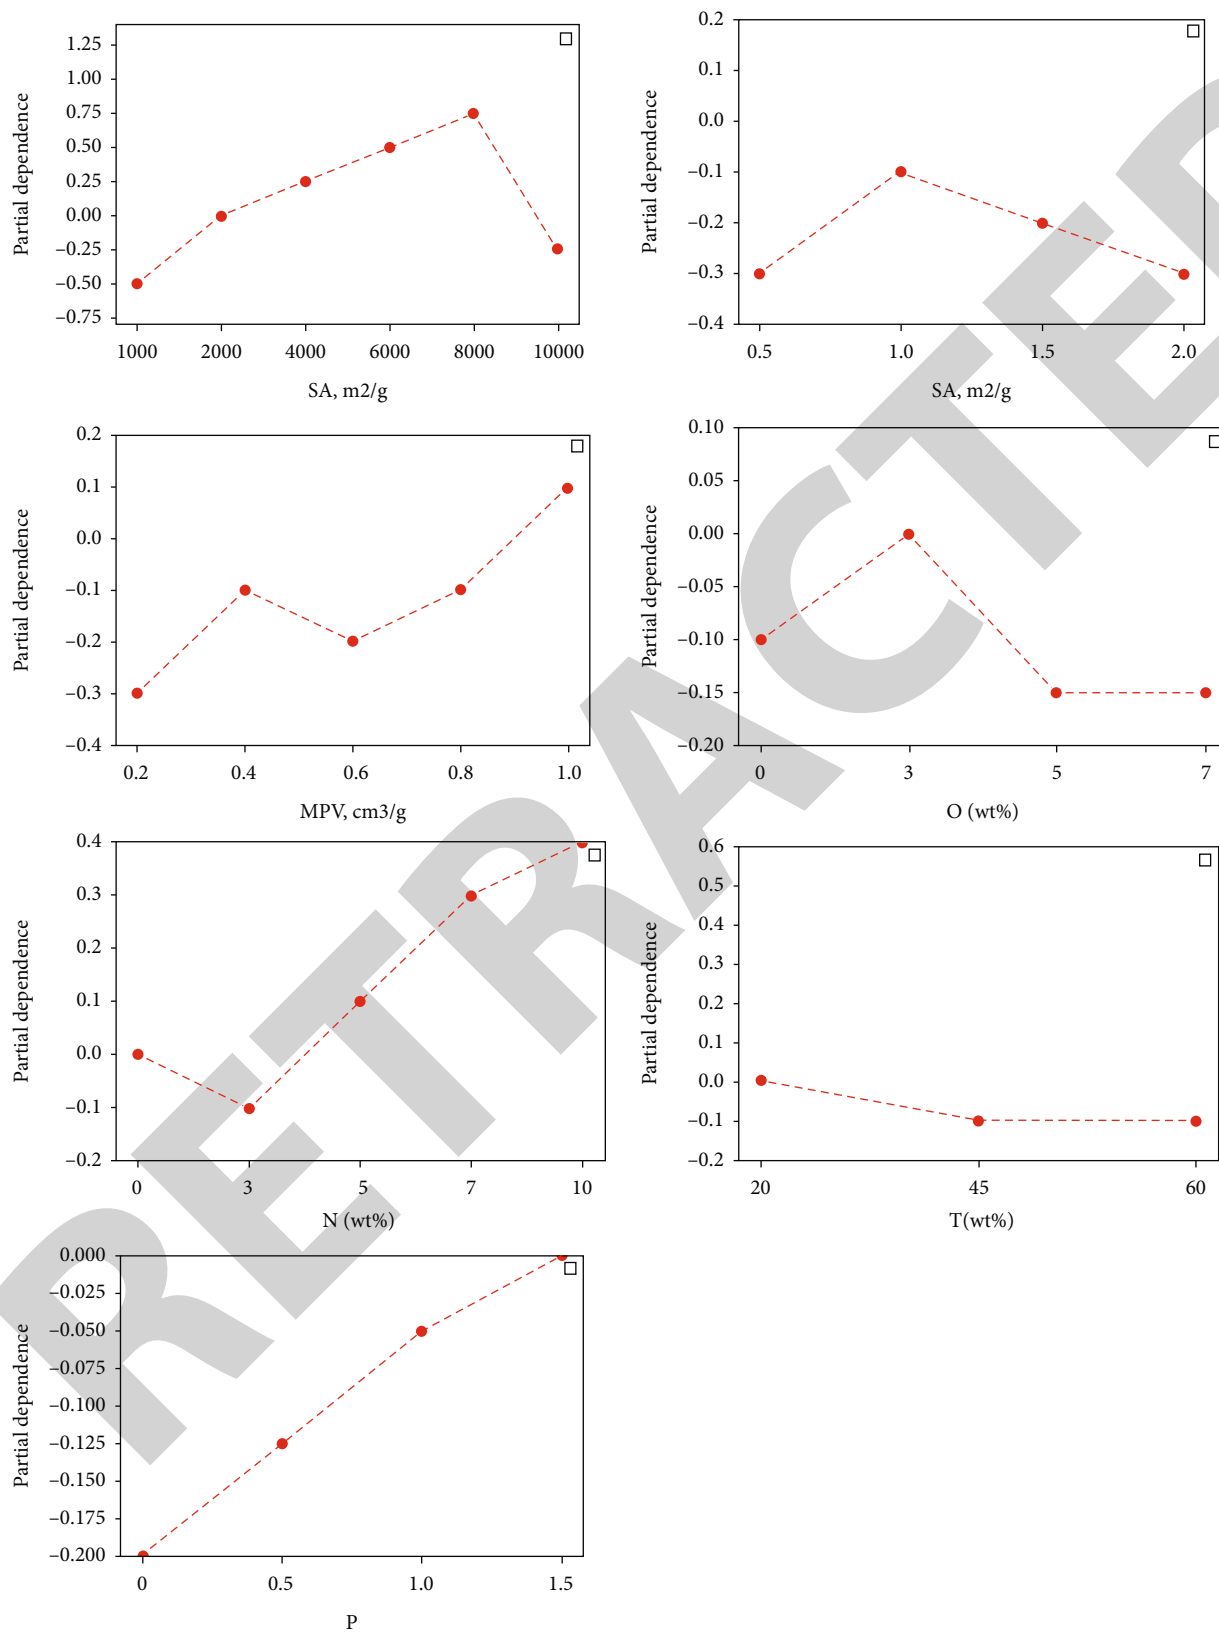 Partial dependence
1.25
1.00
0.75
0.50
0.25
0.00
–0.25
–0.50
–0.75
1000 2000 4000 6000 8000 10000
SA, m2/g
Partial dependence
0.2
0.1
0.0
–0.1
–0.2
–0.3
–0.4
0.5 1.0 1.5 2.0
SA, m2/g
Partial dependence
0.2
0.1
0.0
–0.1
–0.2
–0.3
–0.4
0.2 0.4 0.6 0.8 1.0
MPV, cm3/g
Partial dependence
0.10
0.05
0.00
–0.05
–0.10
–0.15
–0.20
0 3 5 7
O (wt%)
Partial dependence
0.4
0.3
0.2
0.1
0.0
–0.1
–0.2
0 3 5 7 10
N (wt%)
Partial dependence
0.6
0.5
0.4
0.3
0.2
0.1
0.0
–0.1
–0.2
20 45 60
T(wt%)
Partial dependence
0.000
–0.025
–0.050
–0.075
–0.100
–0.125
–0.150
–0.175
–0.200
0 0.5 1.0 1.5
P
RETRACTED